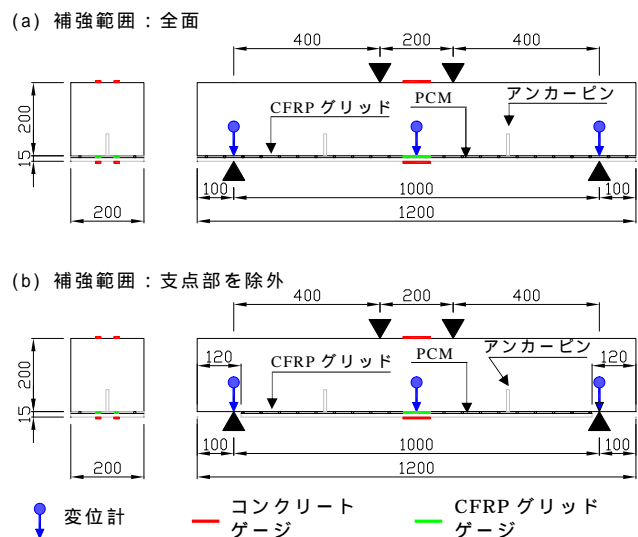 (a) 補強範囲：全面
400 200 400
CFRP グリッド PCM アンカーピン
200
15
100 1000 100
200 1200
(b) 補強範囲：支点部を除外
400 200 400
120 CFRP グリッド PCM アンカーピン 120
200
15
100 1000 100
200 1200
変位計 コンクリートゲージ CFRP グリッドゲージ